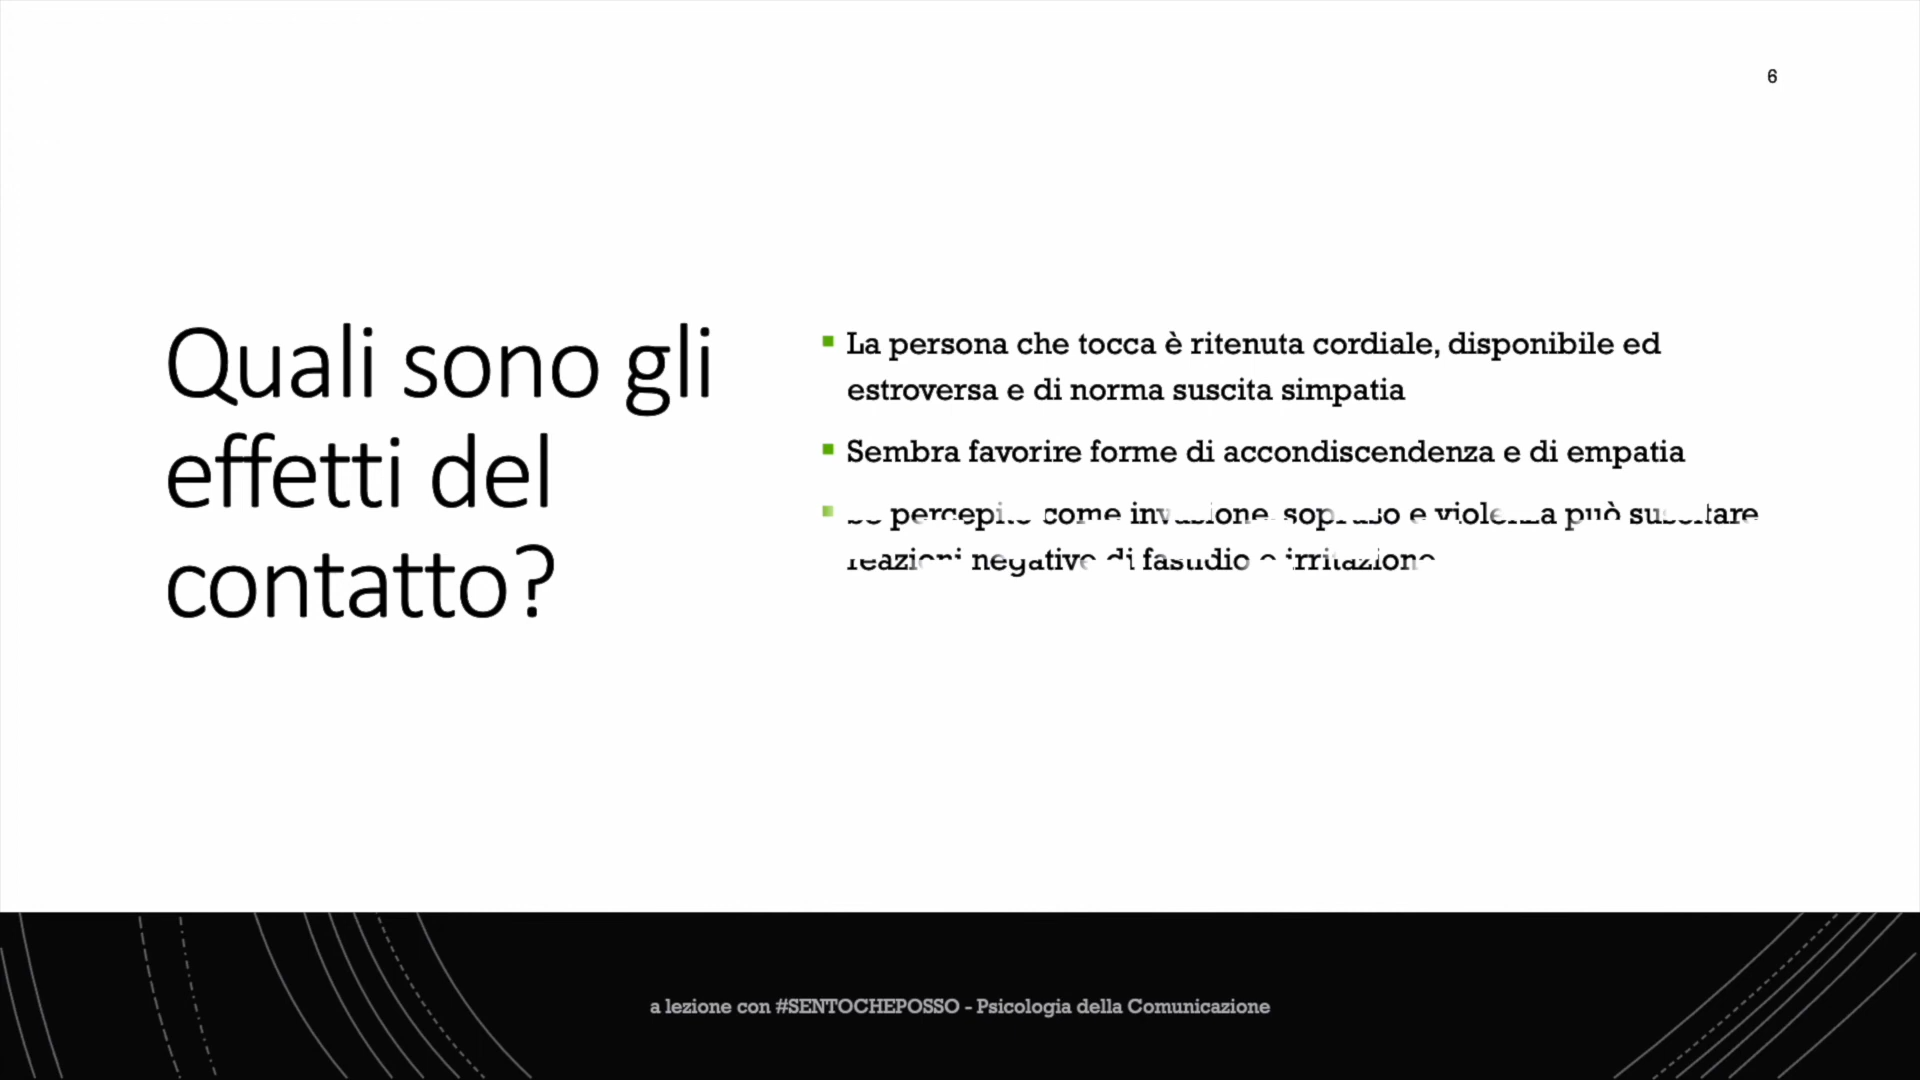 6
Quali sono gli
effetti del
contatto?
La persona che tocca è ritenuta cordiale, disponibile ed
estroversa e di norma suscita simpatia
Sembra favorire forme di accondiscendenza e di empatia
Se percepito come invasione, sopruso e violenza può suscitare
reazioni negative di fastidio e irritazione
a lezione con #SENTOCHEPOSSO - Psicologia della Comunicazione